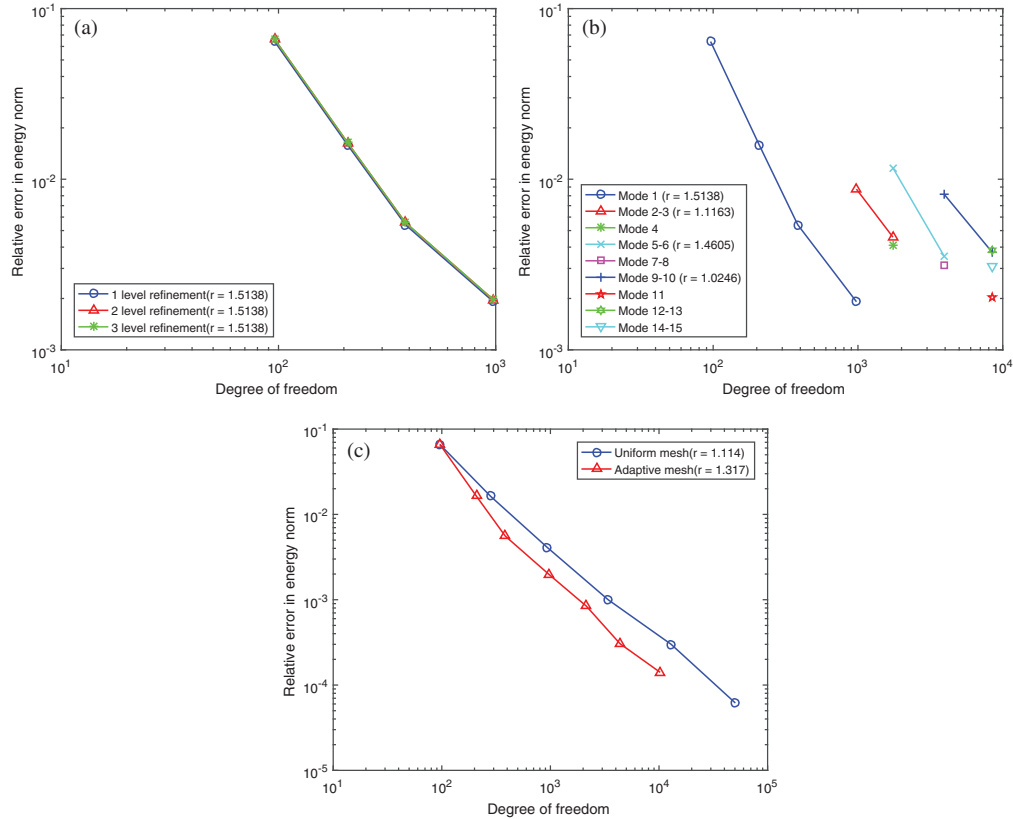 (a)
10^-1
10^-2
10^-3
Relative error in energy norm
1 level refinement(r = 1.5138)
2 level refinement(r = 1.5138)
3 level refinement(r = 1.5138)
10^1
10^2
10^3
Degree of freedom
(b)
10^-1
10^-2
10^-3
Relative error in energy norm
Mode 1 (r = 1.5138)
Mode 2-3 (r = 1.1163)
Mode 4
Mode 5-6 (r = 1.4605)
Mode 7-8
Mode 9-10 (r = 1.0246)
Mode 11
Mode 12-13
Mode 14-15
10^1
10^2
10^3
10^4
Degree of freedom
(c)
10^-1
10^-2
10^-3
10^-4
10^-5
Relative error in energy norm
Uniform mesh(r = 1.114)
Adaptive mesh(r = 1.317)
10^1
10^2
10^3
10^4
10^5
Degree of freedom